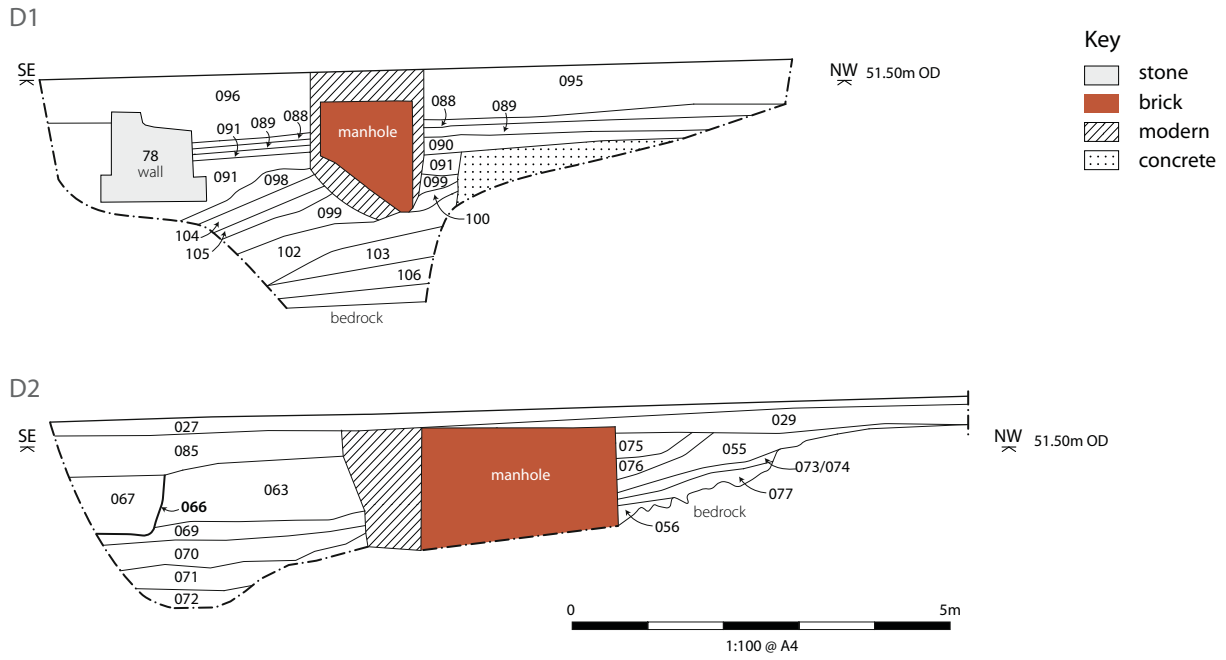 D1
Key
SE
NW 51.50m OD
stone
brick
modern
concrete
096
095
088
089
091
089
088
manhole
090
78
wall
091
098
091
099
099
100
104
105
102
103
106
bedrock
D2
027
029
SE
NW 51.50m OD
085
075
055
076
073/074
manhole
067
066
063
077
056
bedrock
069
070
071
072
0
5m
1:100 @ A4